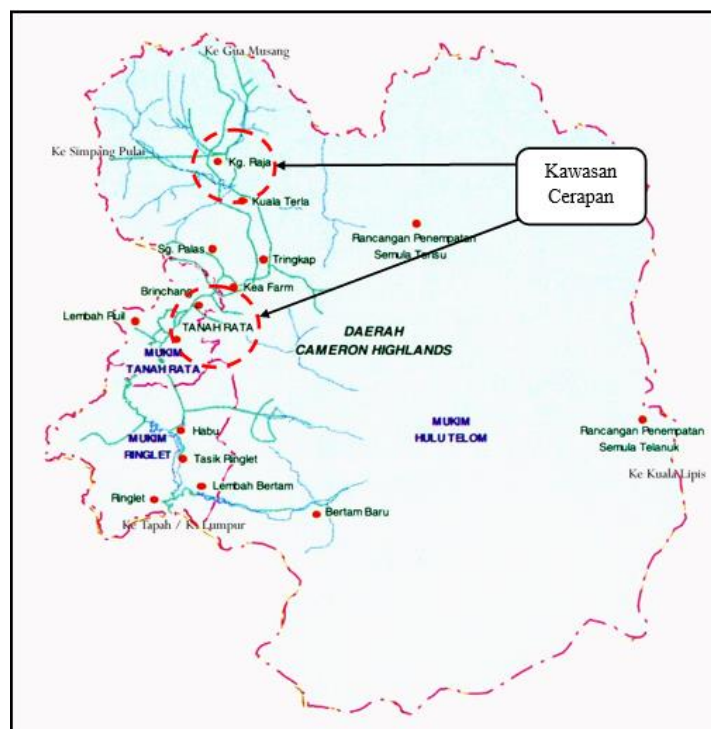 Ke Gua Musang
Ke Simpang Pulai
Kg. Raja
Kawasan
Cerapan
Kuala Terla
Rancangan Penempatan
Semula Terisu
Sg. Palas
Tringkap
Kea Farm
Brinchang
Lembah Ruil
TANAH RATA
DAERAH
CAMERON HIGHLANDS
MUKIM
TANAH RATA
MUKIM
RINGLET
Habu
MUKIM
HULU TELOM
Rancangan Penempatan
Semula Telanuk
Tasik Ringlet
Ke Kuala Lipis
Lembah Bertam
Ringlet
Bertam Baru
Ke Tapah / K. Lumpur